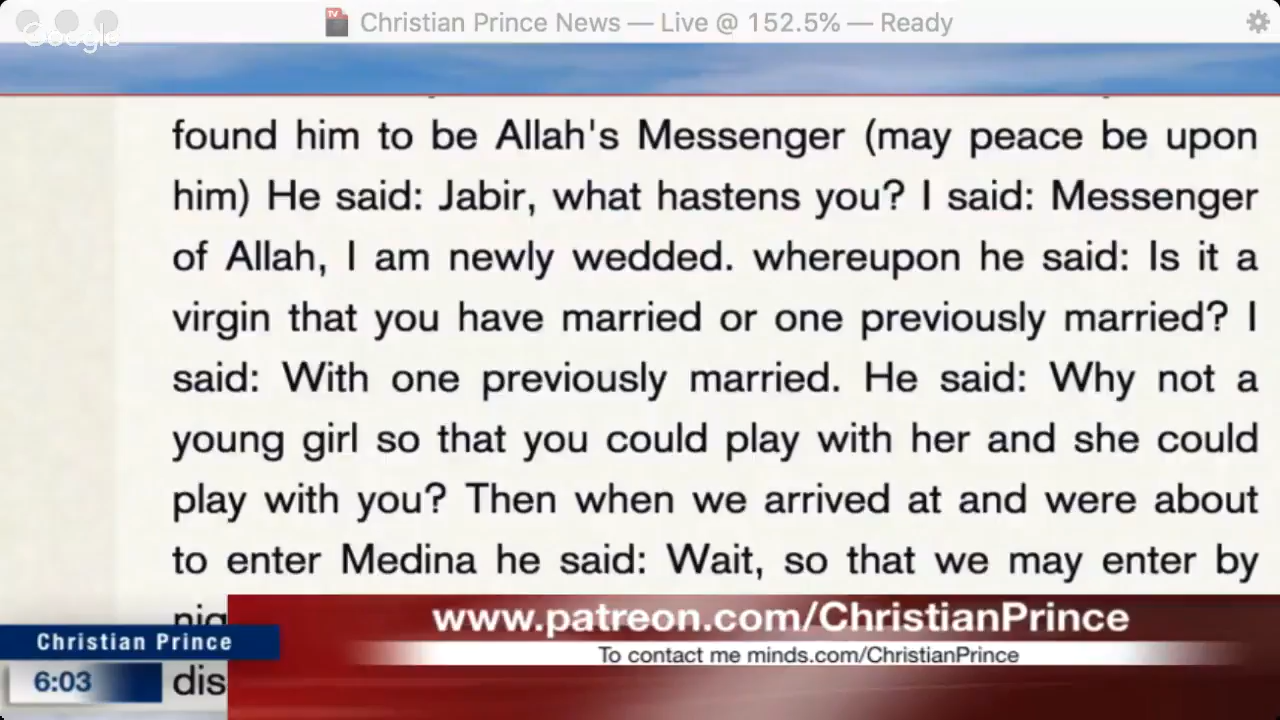 Christian Prince News — Live @ 152.5% — Ready
Google
TV
found him to be Allah's Messenger (may peace be upon
him) He said: Jabir, what hastens you? I said: Messenger
of Allah, I am newly wedded. whereupon he said: Is it a
virgin that you have married or one previously married? I
said: With one previously married. He said: Why not a
young girl so that you could play with her and she could
play with you? Then when we arrived at and were about
to enter Medina he said: Wait, so that we may enter by
nig
dis
www.patreon.com/ChristianPrince
To contact me minds.com/ChristianPrince
Christian Prince
6:03